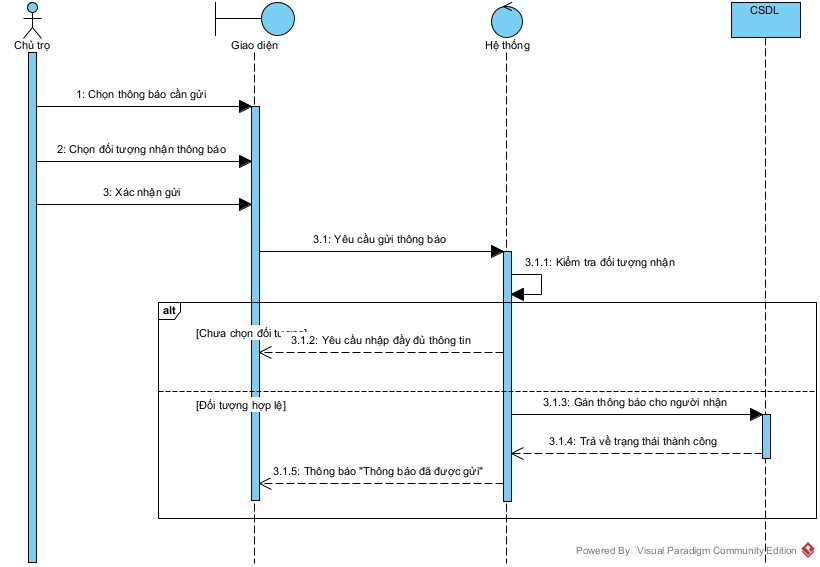 Chủ trọ
Giao diện
Hệ thống
CSDL
1: Chọn thông báo cần gửi
2: Chọn đối tượng nhận thông báo
3: Xác nhận gửi
3.1: Yêu cầu gửi thông báo
3.1.1: Kiểm tra đối tượng nhận
alt
[Chưa chọn đối tượng]
3.1.2: Yêu cầu nhập đầy đủ thông tin
[Đối tượng hợp lệ]
3.1.3: Gán thông báo cho người nhận
3.1.4: Trả về trạng thái thành công
3.1.5: Thông báo "Thông báo đã được gửi"
Powered By Visual Paradigm Community Edition